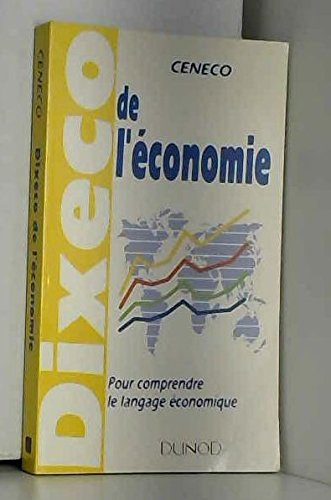 CENECO
Dixeco
de
l'économie
Pour comprendre
le langage économique
DUNOD
CENECO
Dixeco de l'économie